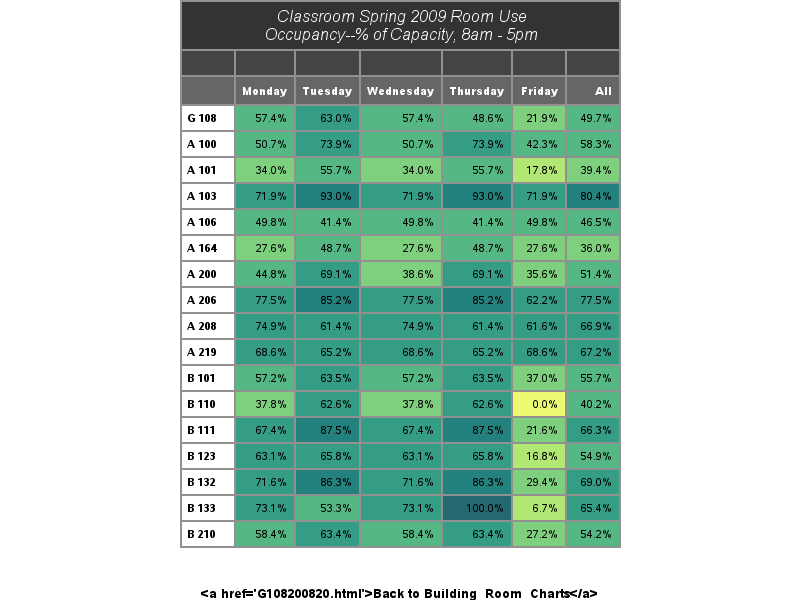 Classroom Spring 2009 Room Use
Occupancy--% of Capacity, 8am - 5pm
Monday Tuesday Wednesday Thursday Friday All
G 108 57.4% 63.0% 57.4% 48.6% 21.9% 49.7%
A 100 50.7% 73.9% 50.7% 73.9% 42.3% 58.3%
A 101 34.0% 55.7% 34.0% 55.7% 17.8% 39.4%
A 103 71.9% 93.0% 71.9% 93.0% 71.9% 80.4%
A 106 49.8% 41.4% 49.8% 41.4% 49.8% 46.5%
A 164 27.6% 48.7% 27.6% 48.7% 27.6% 36.0%
A 200 44.8% 69.1% 38.6% 69.1% 35.6% 51.4%
A 206 77.5% 85.2% 77.5% 85.2% 62.2% 77.5%
A 208 74.9% 61.4% 74.9% 61.4% 61.6% 66.9%
A 219 68.6% 65.2% 68.6% 65.2% 68.6% 67.2%
B 101 57.2% 63.5% 57.2% 63.5% 37.0% 55.7%
B 110 37.8% 62.6% 37.8% 62.6% 0.0% 40.2%
B 111 67.4% 87.5% 67.4% 87.5% 21.6% 66.3%
B 123 63.1% 65.8% 63.1% 65.8% 16.8% 54.9%
B 132 71.6% 86.3% 71.6% 86.3% 29.4% 69.0%
B 133 73.1% 53.3% 73.1% 100.0% 6.7% 65.4%
B 210 58.4% 63.4% 58.4% 63.4% 27.2% 54.2%
<a href='G108200820.html'>Back to Building_Room_Charts</a>